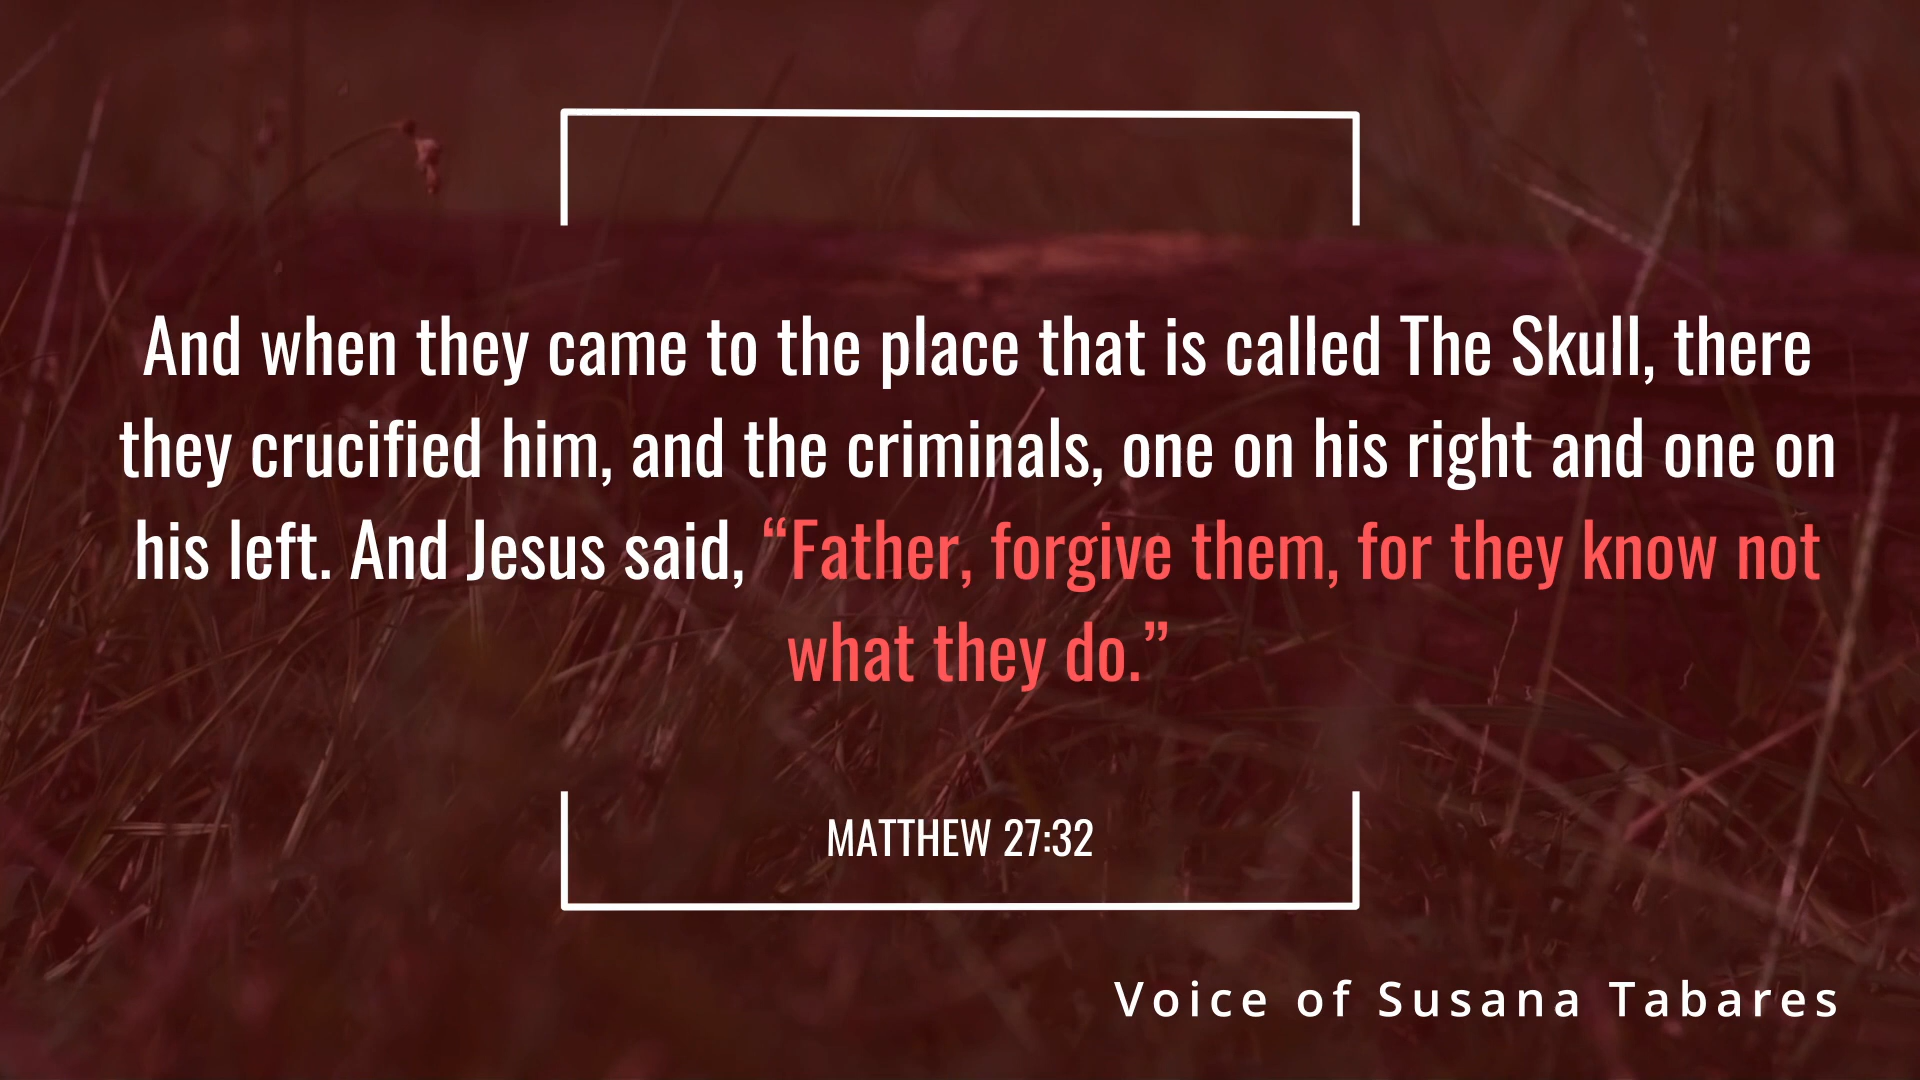 And when they came to the place that is called The Skull, there
they crucified him, and the criminals, one on his right and one on
his left. And Jesus said, “Father, forgive them, for they know not
what they do.”
MATTHEW 27:32
Voice of Susana Tabares